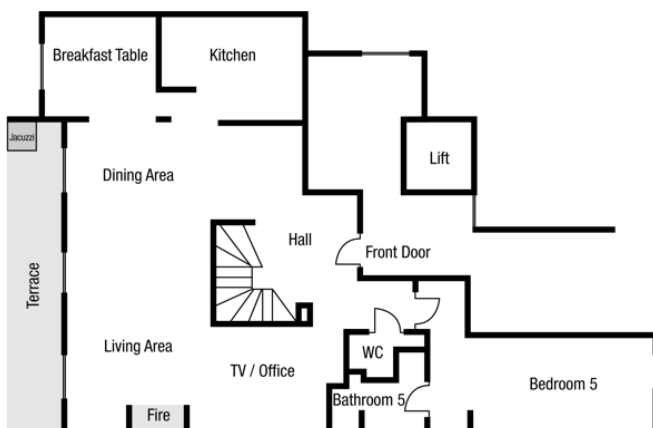 Breakfast Table
Kitchen
Jacuzzi
Lift
Dining Area
Hall
Front Door
Terrace
Living Area
WC
TV / Office
Bedroom 5
Bathroom 5
Fire